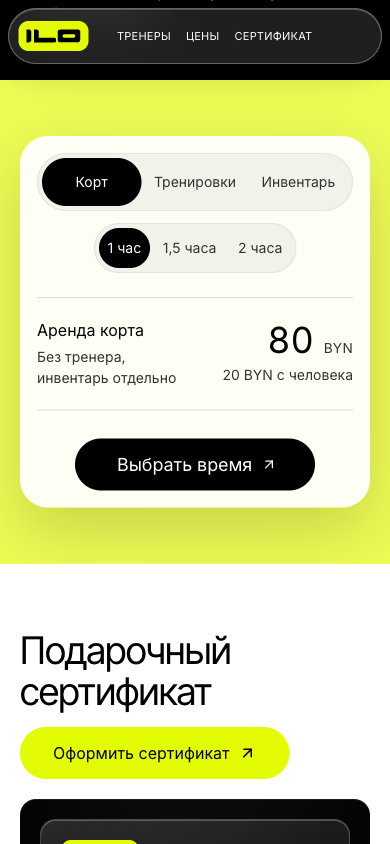 ILO ТРЕНЕРЫ ЦЕНЫ СЕРТИФИКАТ
Корт Тренировки Инвентарь
1 час 1,5 часа 2 часа
Аренда корта
Без тренера,
инвентарь отдельно
80 BYN
20 BYN с человека
Выбрать время
Подарочный
сертификат
Оформить сертификат